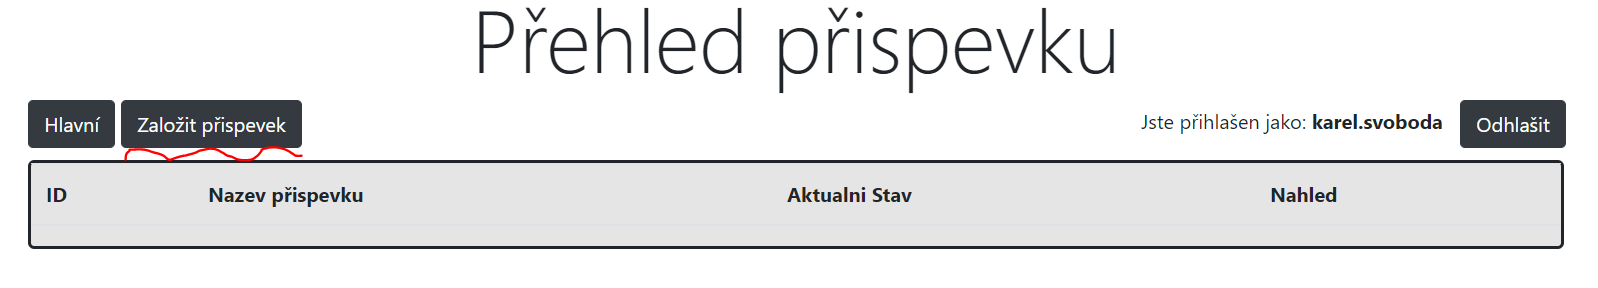 Přehled přispevku
Hlavní Založit přispevek Jste přihlašen jako: karel.svoboda Odhlašit
ID Nazev přispevku Aktualni Stav Nahled